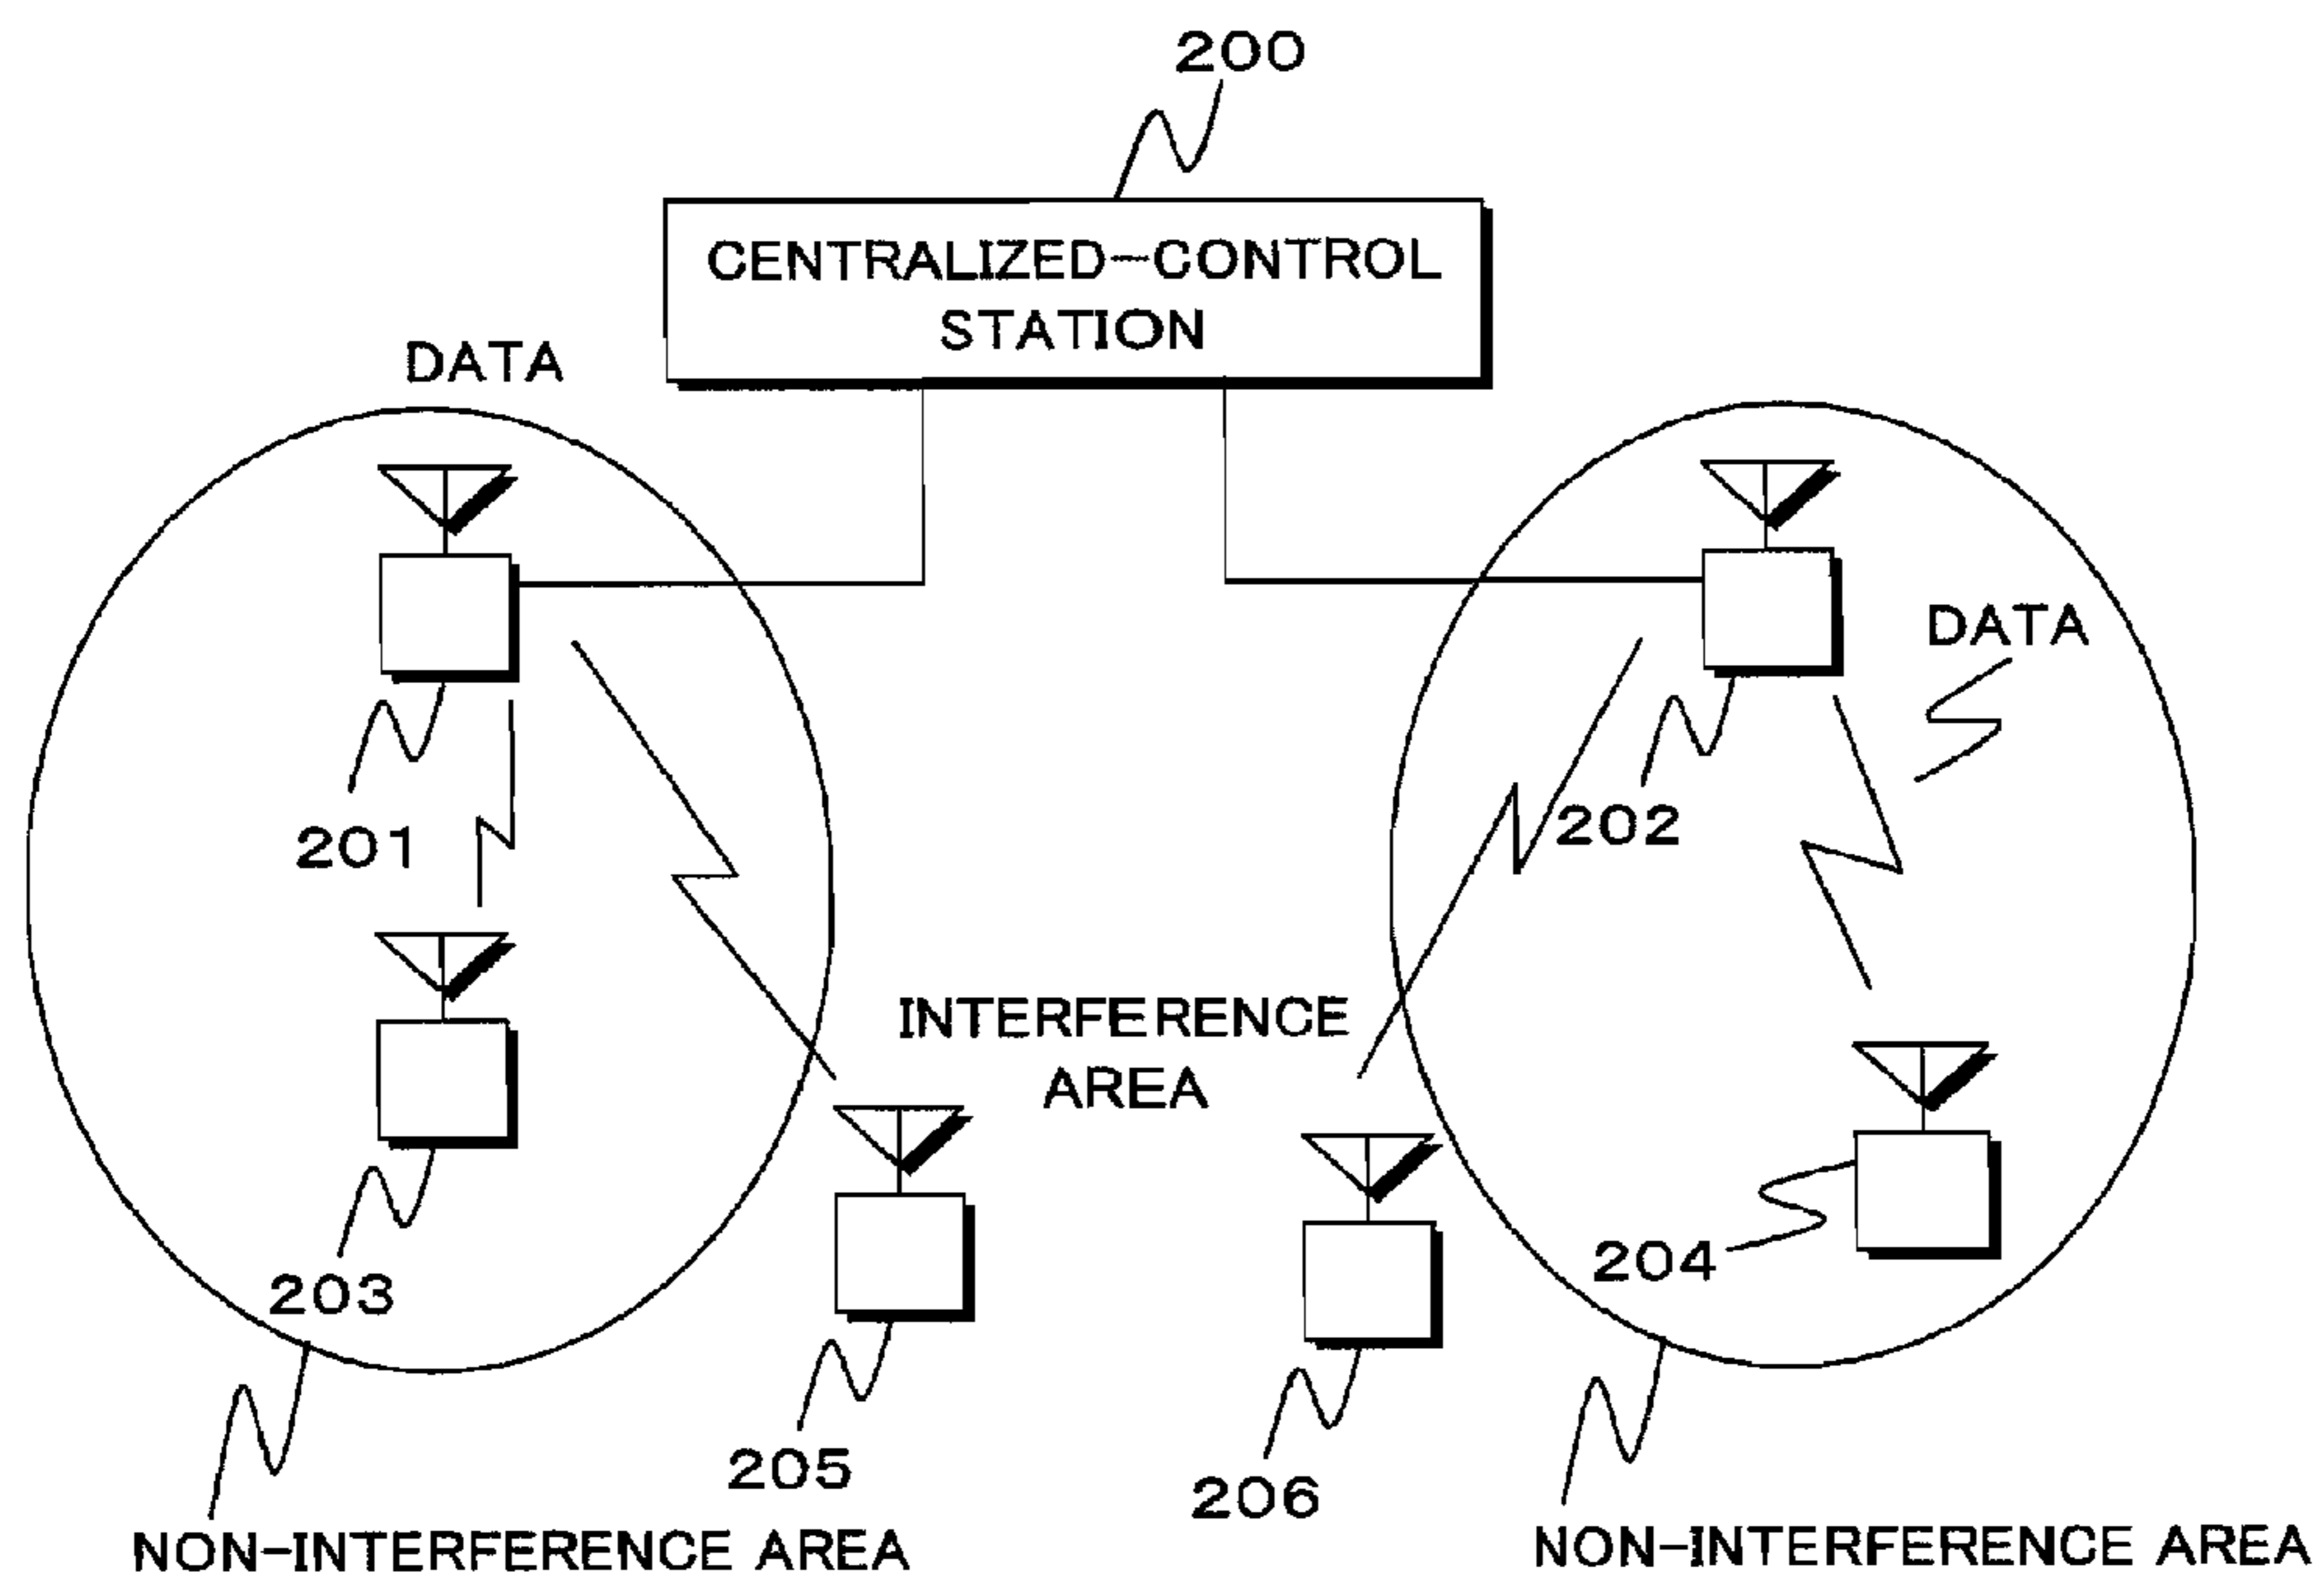 200
CENTRALIZED-CONTROL
STATION
DATA
DATA
201
202
INTERFERENCE
AREA
203
204
205
206
NON-INTERFERENCE AREA
NON-INTERFERENCE AREA